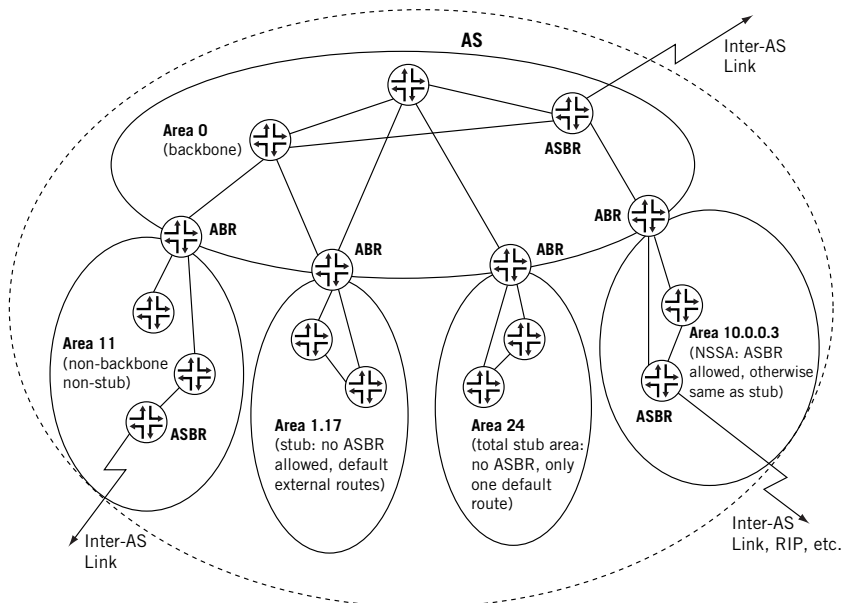 AS
Inter-AS
Link
Area 0
(backbone)
ASBR
ABR
ABR
ABR
ABR
Area 11
(non-backbone
non-stub)
ASBR
Area 1.17
(stub: no ASBR
allowed, default
external routes)
Area 24
(total stub area:
no ASBR, only
one default
route)
Area 10.0.0.3
(NSSA: ASBR
allowed, otherwise
same as stub)
ASBR
Inter-AS
Link
Inter-AS
Link, RIP, etc.